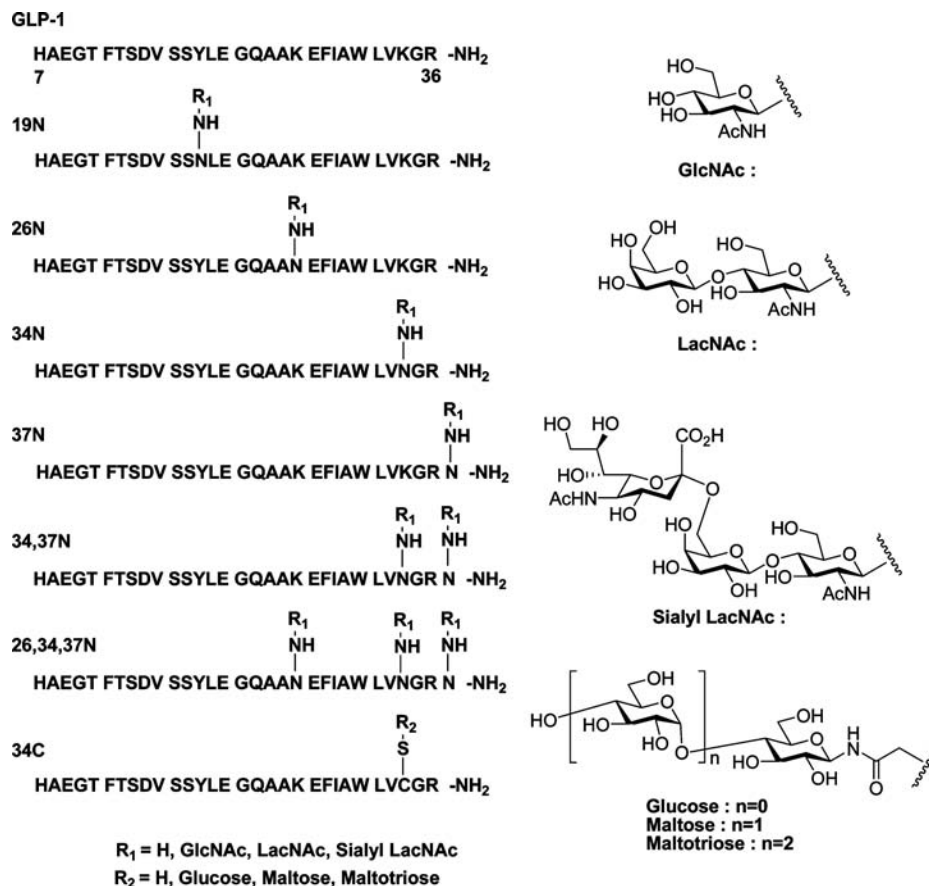 GLP-1
HAEGT FTSDV SSYLE GQAAK EFIAW LVKGR -NH2
7 36
19N
R1
NH
HAEGT FTSDV SSNLE GQAAK EFIAW LVKGR -NH2
26N
R1
NH
HAEGT FTSDV SSYLE GQAAN EFIAW LVKGR -NH2
34N
R1
NH
HAEGT FTSDV SSYLE GQAAK EFIAW LVNGR -NH2
37N
R1
NH
HAEGT FTSDV SSYLE GQAAK EFIAW LVKGR N -NH2
34,37N
R1 R1
NH NH
HAEGT FTSDV SSYLE GQAAK EFIAW LVNGR N -NH2
26,34,37N
R1 R1 R1
NH NH NH
HAEGT FTSDV SSYLE GQAAN EFIAW LVNGR N -NH2
34C
R2
S
HAEGT FTSDV SSYLE GQAAK EFIAW LVCGR -NH2
R1 = H, GlcNAc, LacNAc, Sialyl LacNAc
R2 = H, Glucose, Maltose, Maltotriose
HO
HO O
HO
AcNH
GlcNAc :
OH
HO HO
O O O
HO HO
OH AcNH
LacNAc :
HO HO
CO2H
HO O
AcNH O
HO HO HO
O O O
HO HO
OH AcNH
Sialyl LacNAc :
OH
O
HO HO OH
OH O n O H
O N
HO
OH O
Glucose : n=0
Maltose : n=1
Maltotriose : n=2